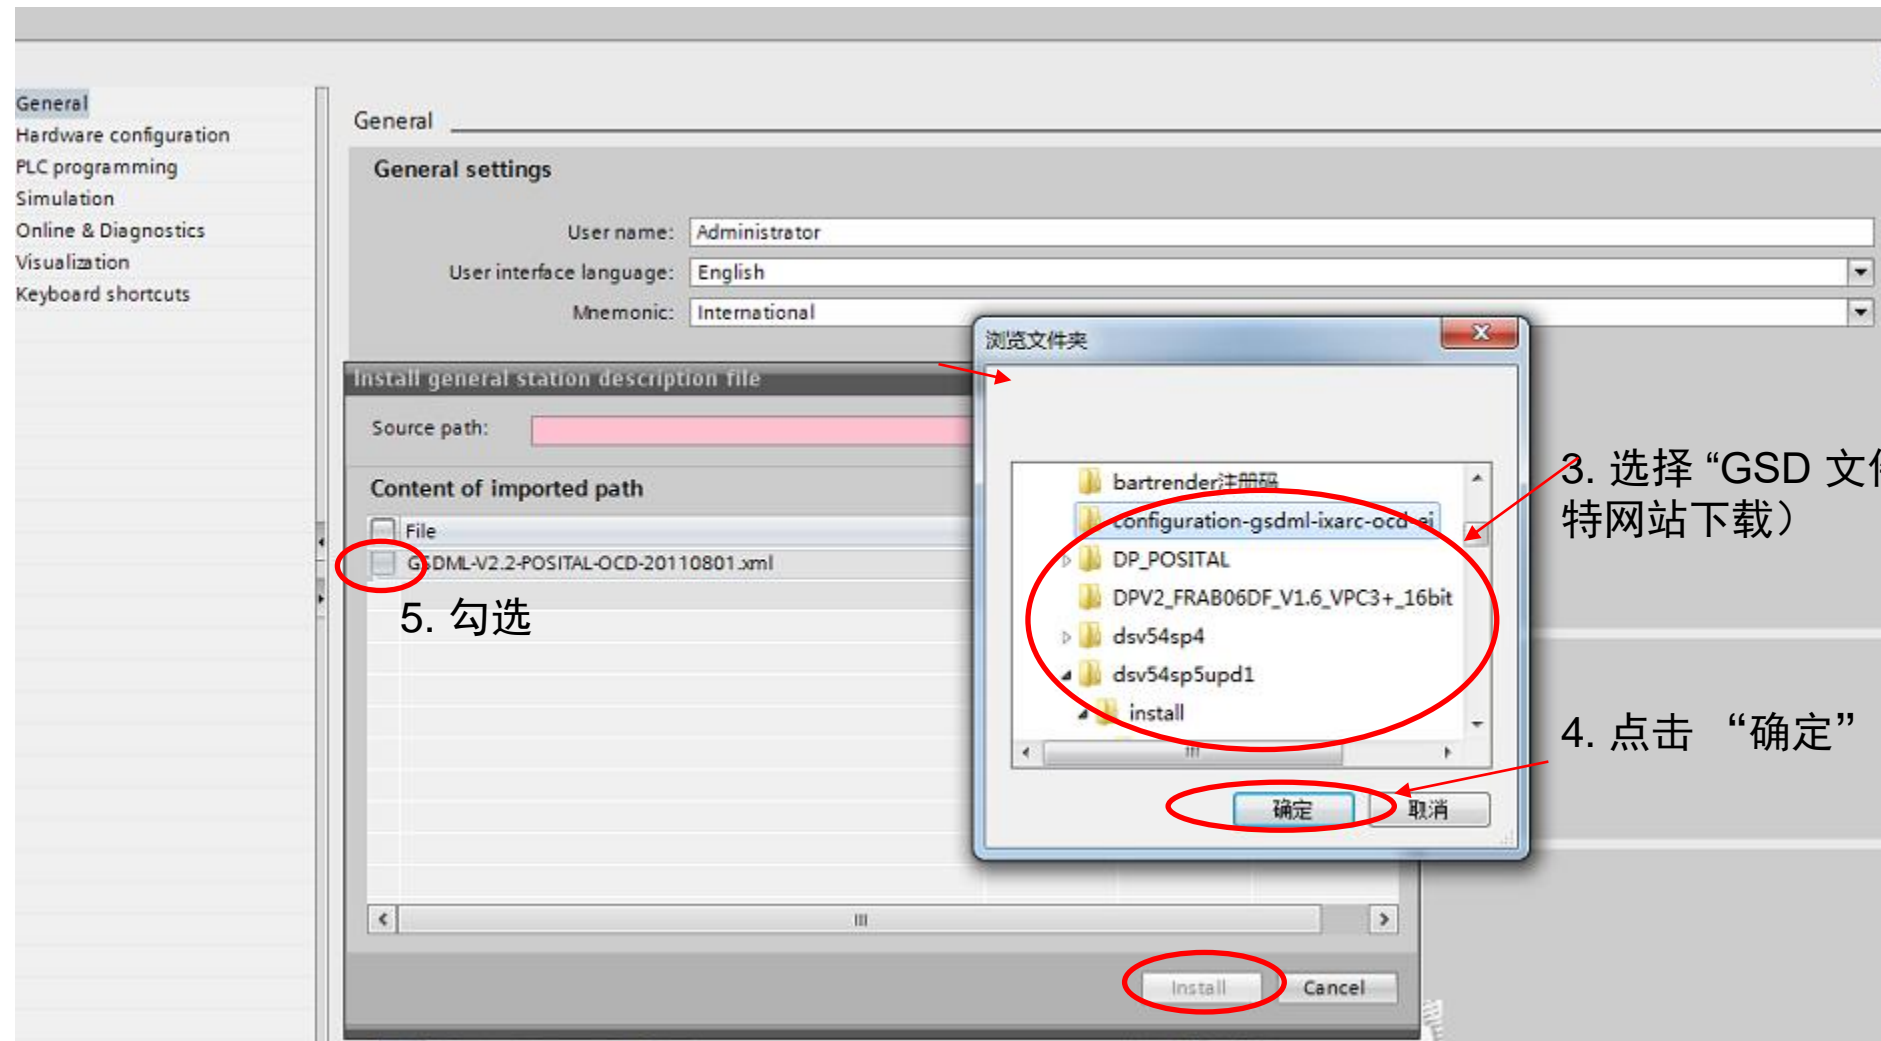 General
Hardware configuration
PLC programming
Simulation
Online & Diagnostics
Visualization
Keyboard shortcuts
General
General settings
User name: Administrator
User interface language: English
Mnemonic: International
Install general station description file
Source path:
Content of imported path
File
GSDML-V2.2-POSITAL-OCD-20110801.xml
5. 勾选
Install
Cancel
浏览文件夹
bartrender注册码
configuration-gsdml-ixarc-ocd-ei
DP_POSITAL
DPV2_FRAB06DF_V1.6_VPC3+_16bit
dsv54sp4
dsv54sp5upd1
install
确定
取消
3. 选择 “GSD 文件
特网站下载）
4. 点击 “确定”